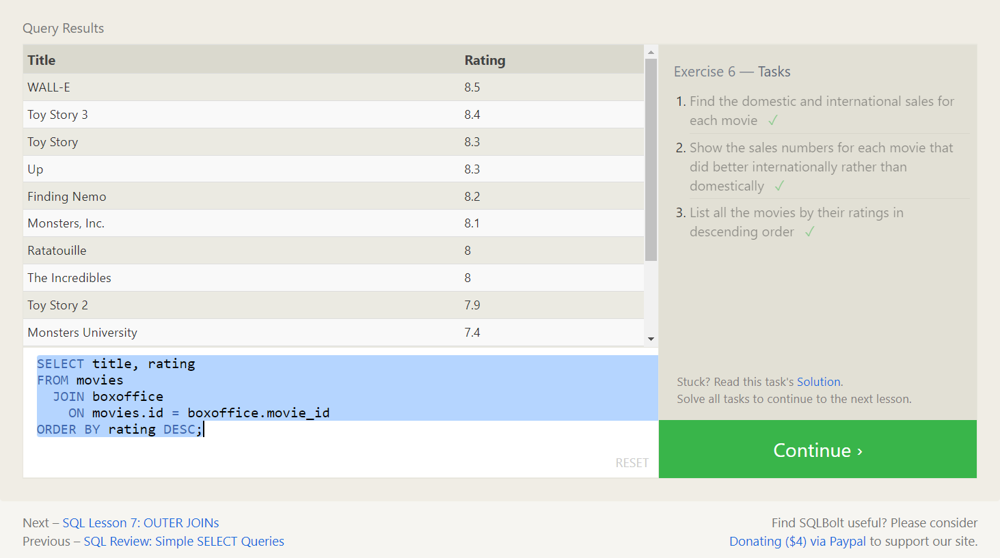 Query Results
Title Rating
WALL-E 8.5
Toy Story 3 8.4
Toy Story 8.3
Up 8.3
Finding Nemo 8.2
Monsters, Inc. 8.1
Ratatouille 8
The Incredibles 8
Toy Story 2 7.9
Monsters University 7.4
SELECT title, rating
FROM movies
  JOIN boxoffice
    ON movies.id = boxoffice.movie_id
ORDER BY rating DESC;
RESET
Exercise 6 — Tasks
1. Find the domestic and international sales for
each movie ✓
2. Show the sales numbers for each movie that
did better internationally rather than
domestically ✓
3. List all the movies by their ratings in
descending order ✓
Stuck? Read this task's Solution.
Solve all tasks to continue to the next lesson.
Continue ›
Next – SQL Lesson 7: OUTER JOINs
Previous – SQL Review: Simple SELECT Queries
Find SQLBolt useful? Please consider
Donating ($4) via Paypal to support our site.